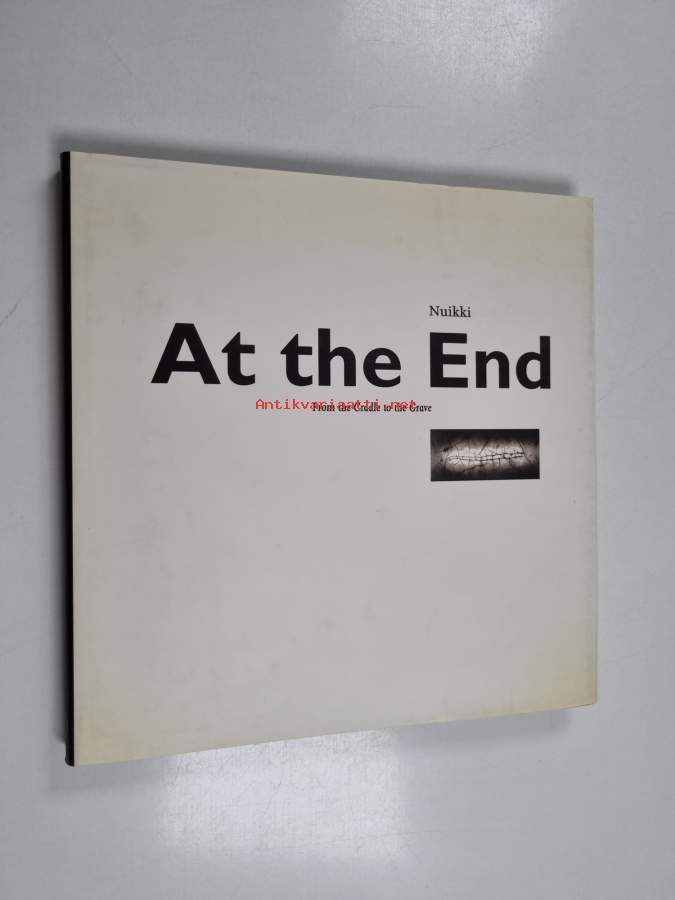 Nuikki
At the End
From the Cradle to the Grave
Antikvariaatti.net